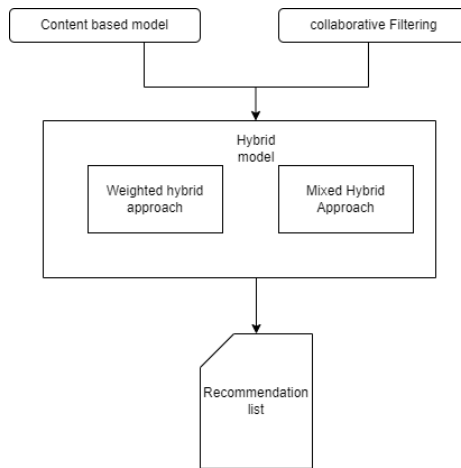 Content based model
collaborative Filtering
Hybrid
model
Weighted hybrid
approach
Mixed Hybrid
Approach
Recommendation
list